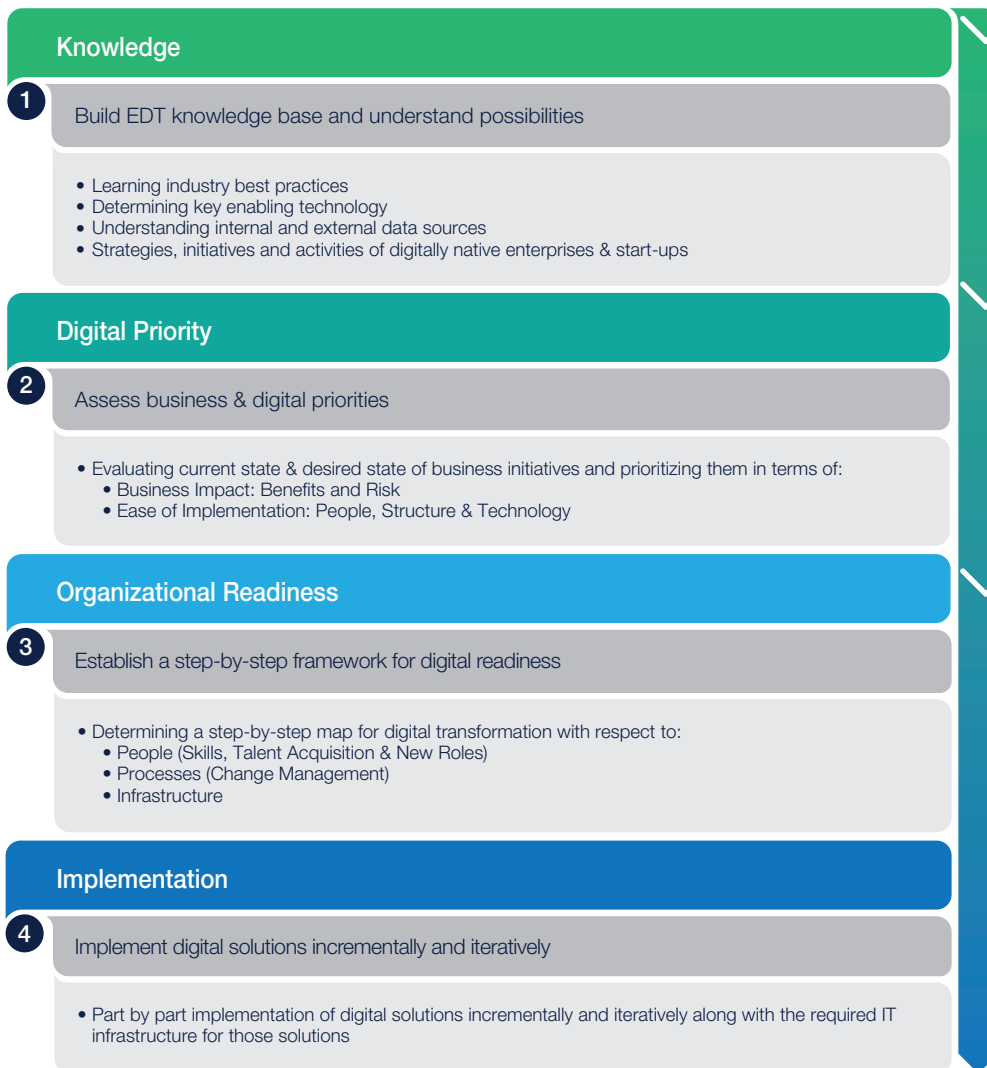 Knowledge
1
Build EDT knowledge base and understand possibilities
• Learning industry best practices
• Determining key enabling technology
• Understanding internal and external data sources
• Strategies, initiatives and activities of digitally native enterprises & start-ups
Digital Priority
2
Assess business & digital priorities
• Evaluating current state & desired state of business initiatives and prioritizing them in terms of:
• Business Impact: Benefits and Risk
• Ease of Implementation: People, Structure & Technology
Organizational Readiness
3
Establish a step-by-step framework for digital readiness
• Determining a step-by-step map for digital transformation with respect to:
• People (Skills, Talent Acquisition & New Roles)
• Processes (Change Management)
• Infrastructure
Implementation
4
Implement digital solutions incrementally and iteratively
• Part by part implementation of digital solutions incrementally and iteratively along with the required IT
infrastructure for those solutions